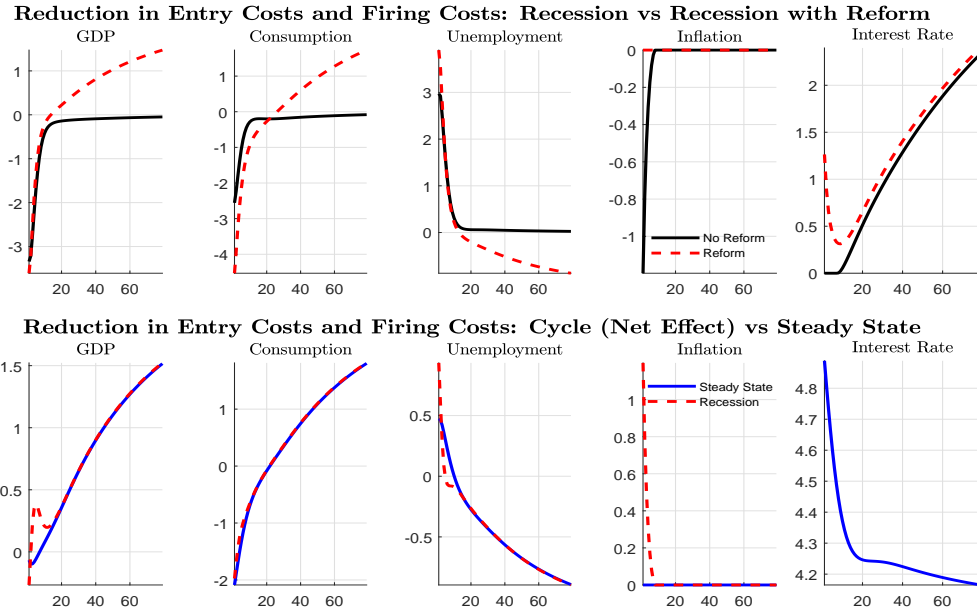 Reduction in Entry Costs and Firing Costs: Recession vs Recession with Reform
GDP Consumption Unemployment Inflation Interest Rate
1
0
-1
-2
-3
20 40 60
1
0
-1
-2
-3
-4
20 40 60
3
2
1
0
20 40 60
0
-0.2
-0.4
-0.6
-0.8
-1
No Reform
Reform
20 40 60
2
1.5
1
0.5
0
20 40 60
Reduction in Entry Costs and Firing Costs: Cycle (Net Effect) vs Steady State
GDP Consumption Unemployment Inflation Interest Rate
1.5
1
0.5
0
20 40 60
1
0
-1
-2
20 40 60
0.5
0
-0.5
20 40 60
1
0.8
0.6
0.4
0.2
0
Steady State
Recession
20 40 60
4.8
4.7
4.6
4.5
4.4
4.3
4.2
20 40 60